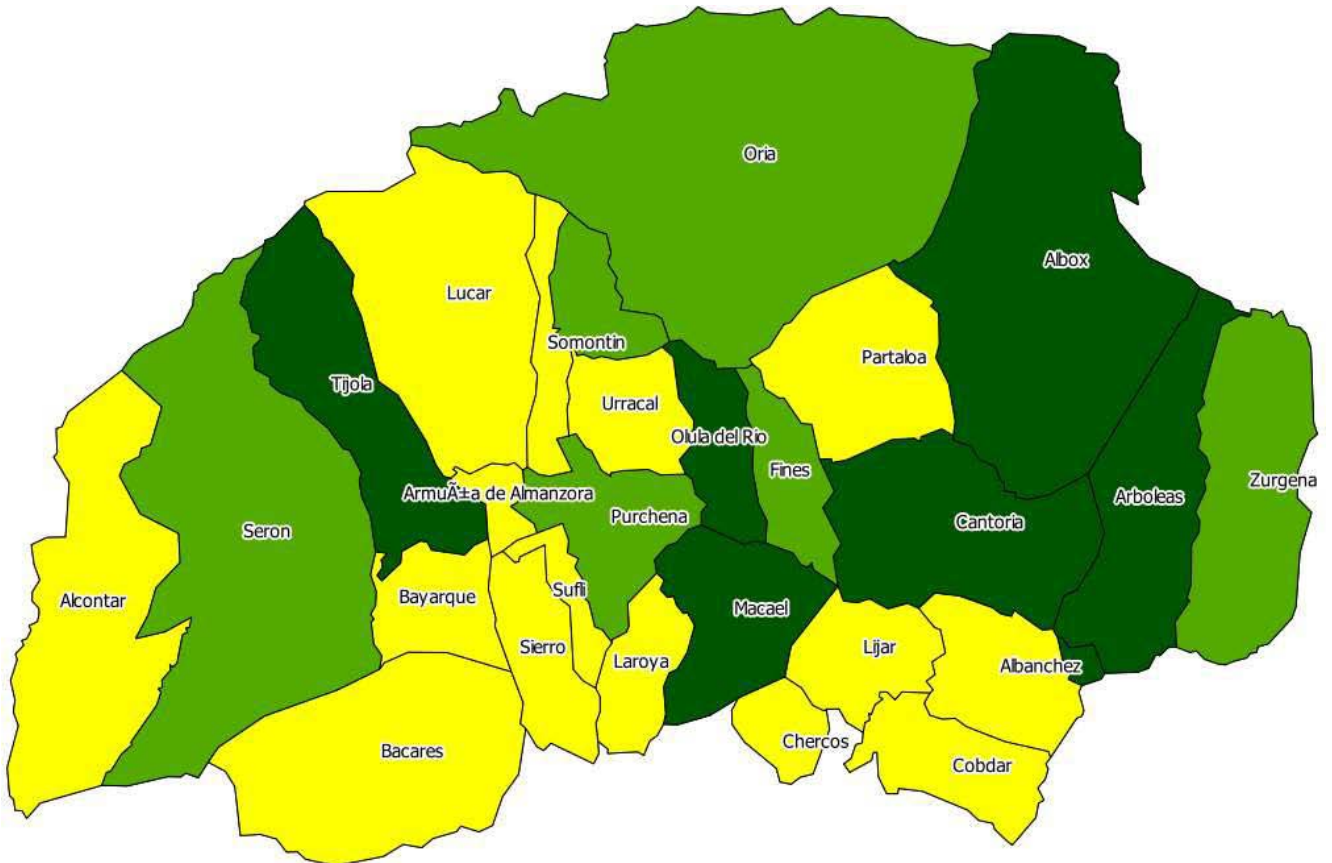 Oria
Albox
Lucar
Somontin
Partaloa
Tijola
Urracal
Olula del Rio
Fines
Zurgena
ArmuÃ±a de Almanzora
Arboleas
Purchena
Cantoria
Seron
Alcontar
Bayarque
Sufli
Macael
Sierro
Laroya
Lijar
Albanchez
Chercos
Bacares
Cobdar